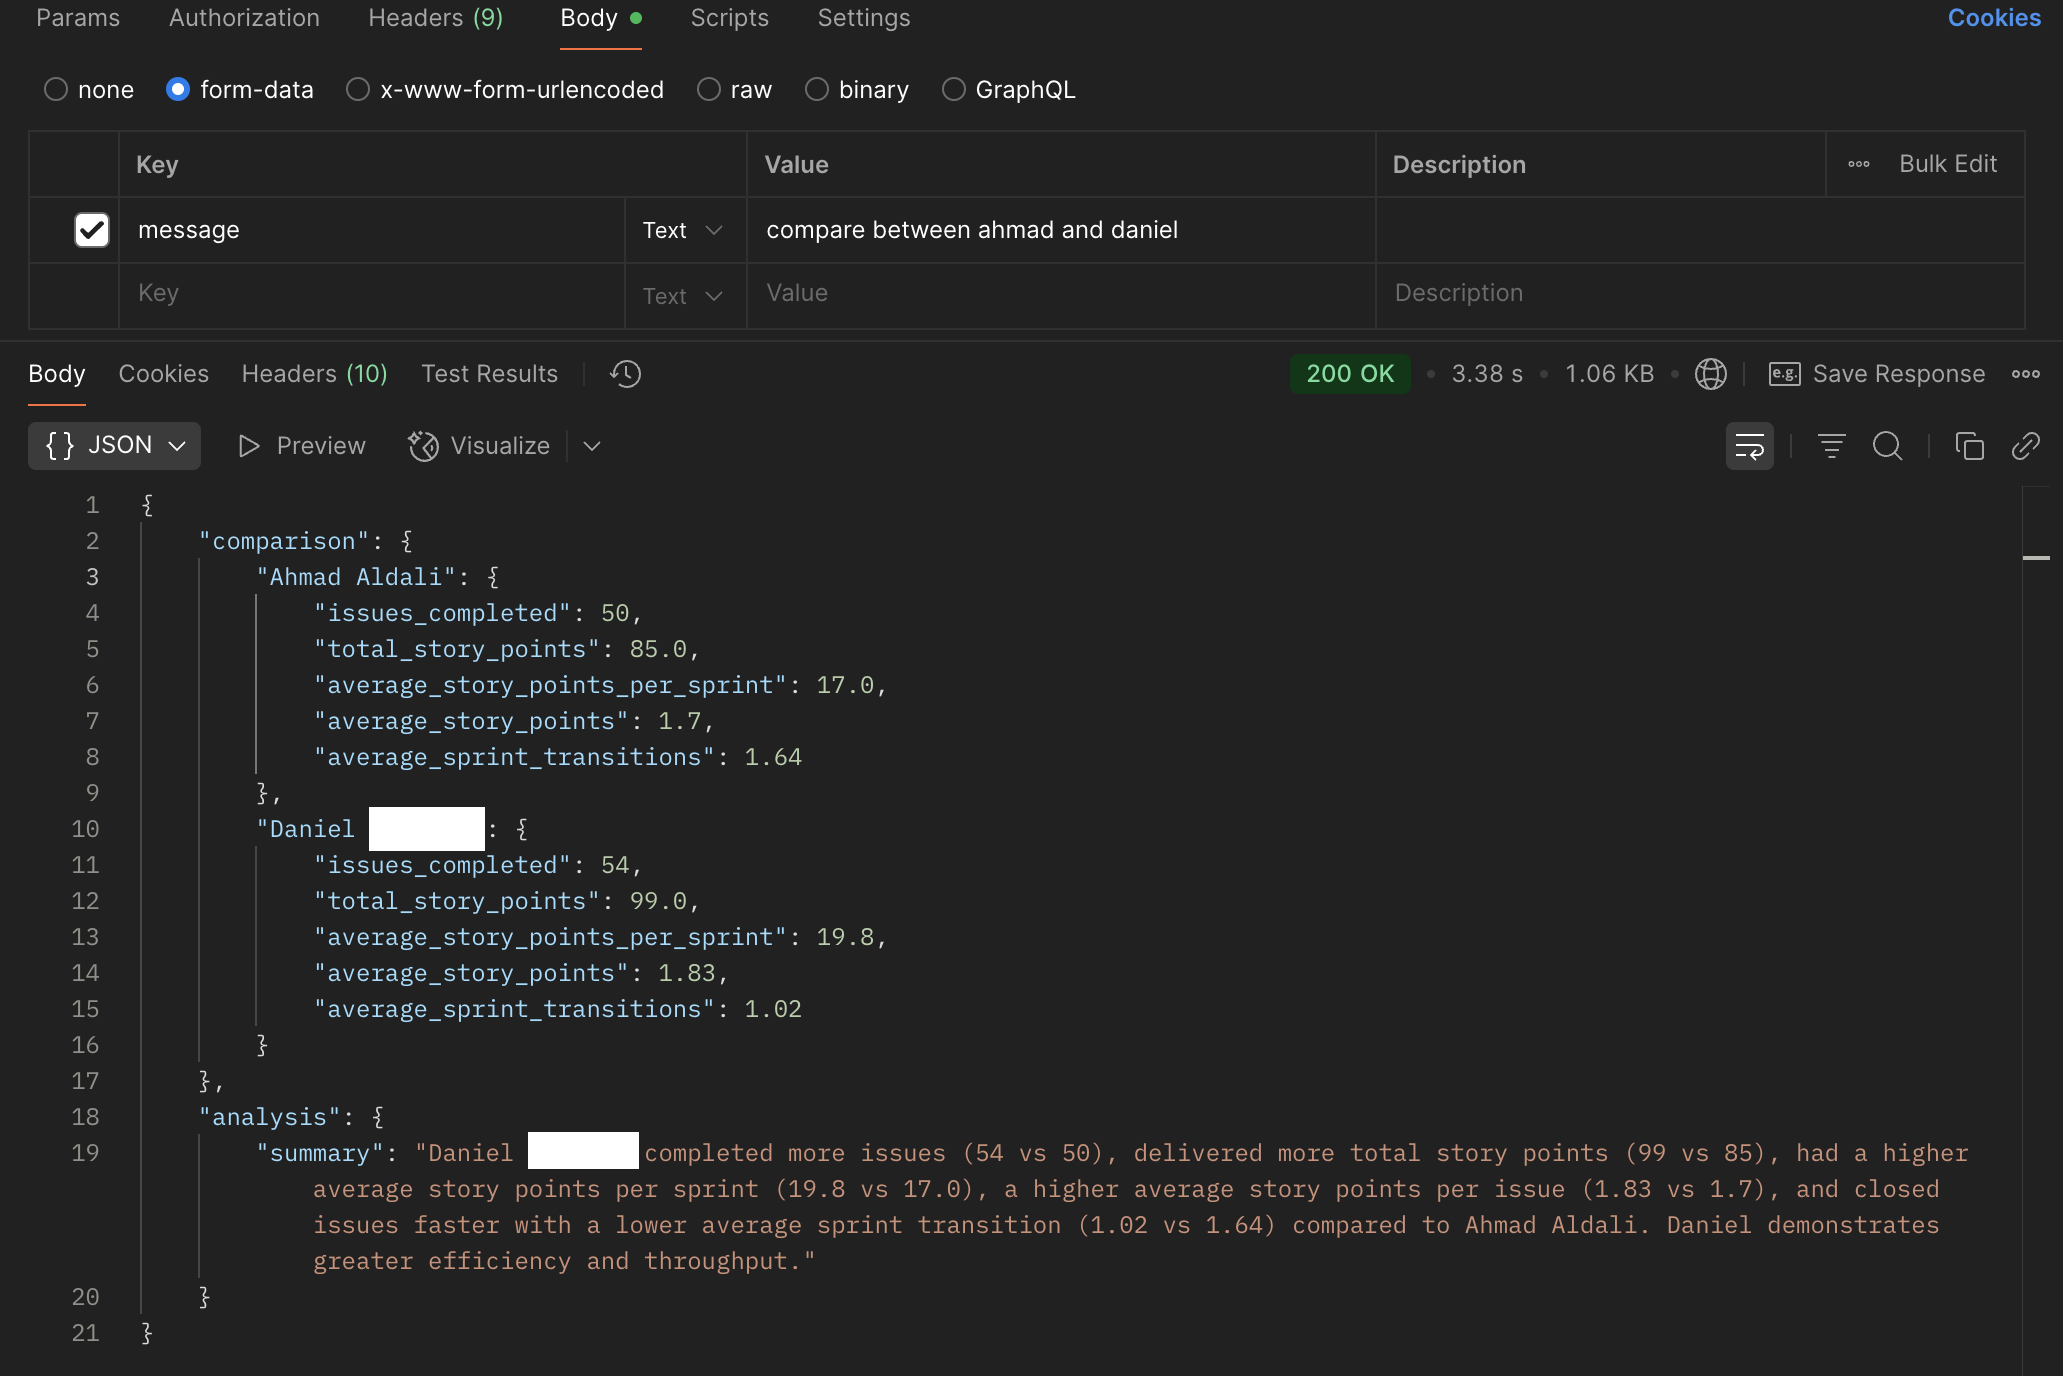 Params Authorization Headers (9) Body Scripts Settings Cookies
none form-data x-www-form-urlencoded raw binary GraphQL
Key Value Description Bulk Edit
message Text compare between ahmad and daniel
Key Text Value Description
Body Cookies Headers (10) Test Results 200 OK • 3.38 s • 1.06 KB • e.g. Save Response
{} JSON Preview Visualize
1 {
2 "comparison": {
3 "Ahmad Aldali": {
4 "issues_completed": 50,
5 "total_story_points": 85.0,
6 "average_story_points_per_sprint": 17.0,
7 "average_story_points": 1.7,
8 "average_sprint_transitions": 1.64
9 },
10 "Daniel : {
11 "issues_completed": 54,
12 "total_story_points": 99.0,
13 "average_story_points_per_sprint": 19.8,
14 "average_story_points": 1.83,
15 "average_sprint_transitions": 1.02
16 }
17 },
18 "analysis": {
19 "summary": "Daniel completed more issues (54 vs 50), delivered more total story points (99 vs 85), had a higher
average story points per sprint (19.8 vs 17.0), a higher average story points per issue (1.83 vs 1.7), and closed
issues faster with a lower average sprint transition (1.02 vs 1.64) compared to Ahmad Aldali. Daniel demonstrates
greater efficiency and throughput."
20 }
21 }